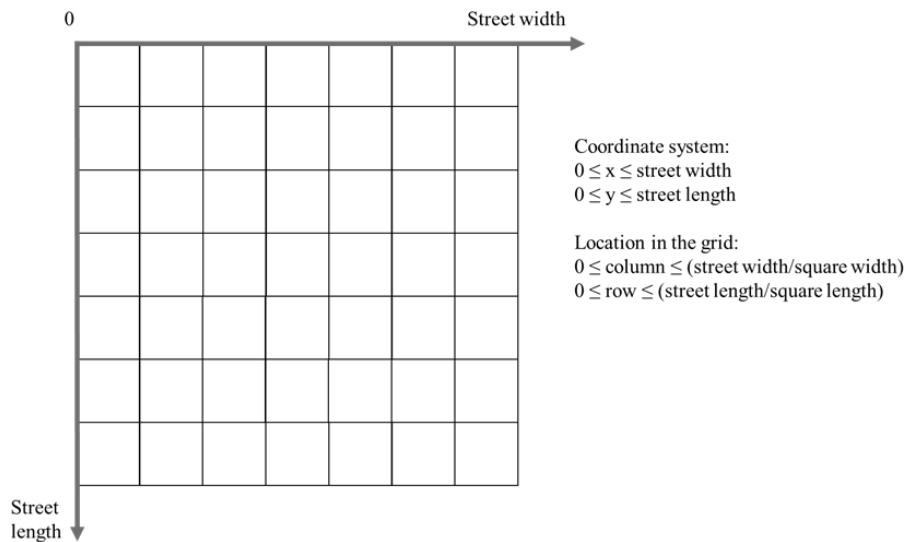 0
Street width
Coordinate system:
0 ≤ x ≤ street width
0 ≤ y ≤ street length
Location in the grid:
0 ≤ column ≤ (street width/square width)
0 ≤ row ≤ (street length/square length)
Street
length